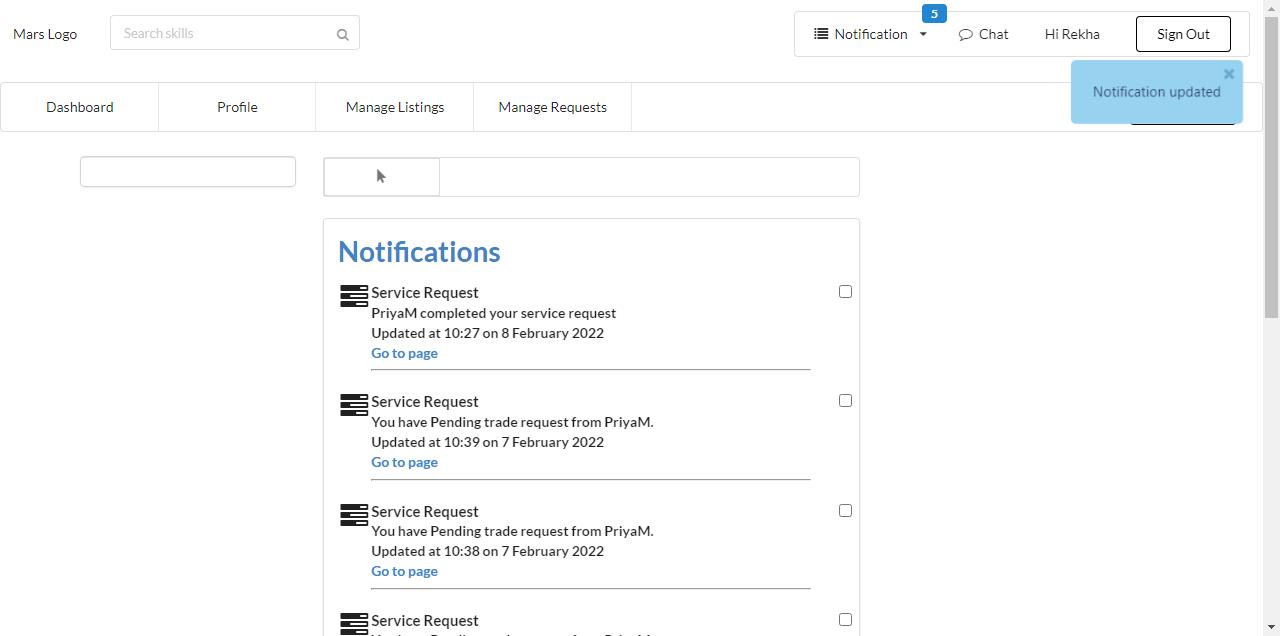 5
Mars Logo
Search skills
Notification
Chat
Hi Rekha
Sign Out
Notification updated
Dashboard
Profile
Manage Listings
Manage Requests
Notifications
Service Request
PriyaM completed your service request
Updated at 10:27 on 8 February 2022
Go to page
Service Request
You have Pending trade request from PriyaM.
Updated at 10:39 on 7 February 2022
Go to page
Service Request
You have Pending trade request from PriyaM.
Updated at 10:38 on 7 February 2022
Go to page
Service Request